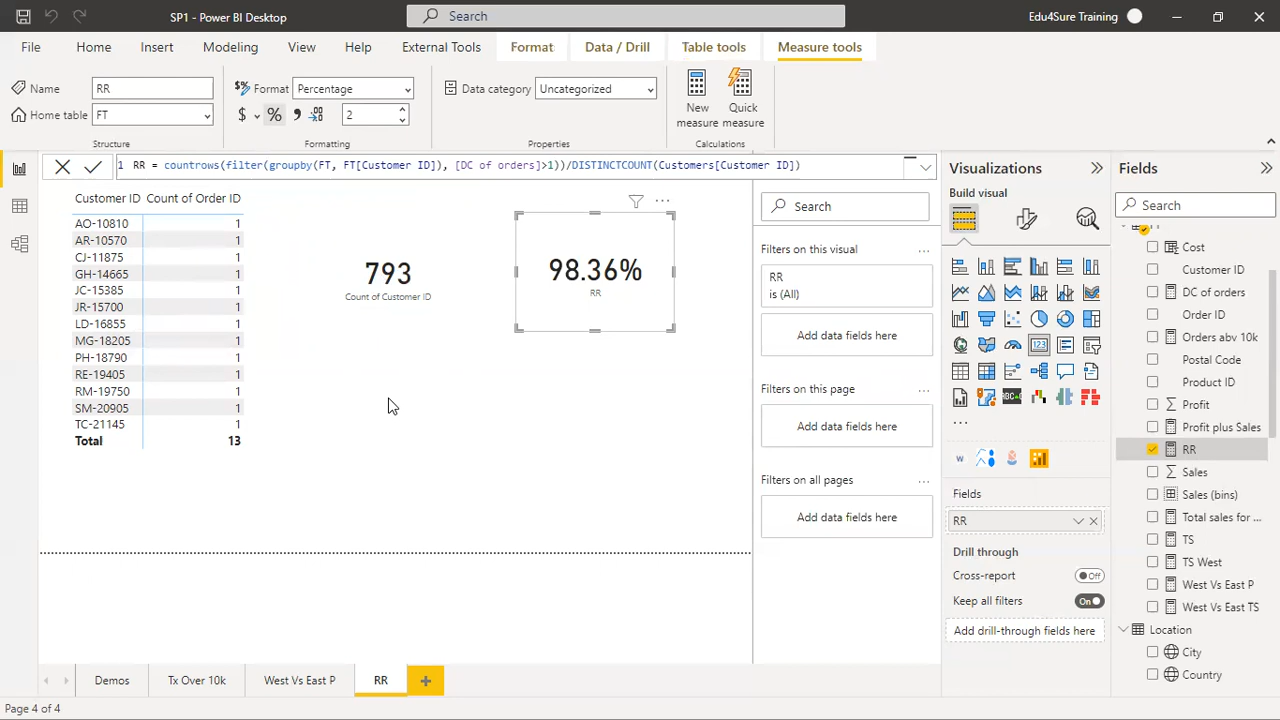 SP1 - Power BI Desktop
Search
Edu4Sure Training
File
Home
Insert
Modeling
View
Help
External Tools
Format
Data / Drill
Table tools
Measure tools
Name
RR
Home table
FT
Structure
Format
Percentage
$
%
2
Formatting
Data category
Uncategorized
Properties
New measure
Quick measure
Calculations
1 RR = countrows(filter(groupby(FT, FT[Customer ID]), [DC of orders]>1))/DISTINCTCOUNT(Customers[Customer ID])
Customer ID Count of Order ID
AO-10810 1
AR-10570 1
CJ-11875 1
GH-14665 1
JC-15385 1
JR-15700 1
LD-16855 1
MG-18205 1
PH-18790 1
RE-19405 1
RM-19750 1
SM-20905 1
TC-21145 1
Total 13
793
Count of Customer ID
98.36%
RR
Search
Filters on this visual
...
RR
is (All)
Add data fields here
Filters on this page
...
Add data fields here
Filters on all pages
...
Add data fields here
Visualizations
Build visual
123
...
Fields
RR
Drill through
Cross-report
Off
Keep all filters
On
Add drill-through fields here
Fields
Search
Cost
Customer ID
DC of orders
Order ID
Orders abv 10k
Postal Code
Product ID
Profit
Profit plus Sales
RR
Sales
Sales (bins)
Total sales for ...
TS
TS West
West Vs East P
West Vs East TS
Location
City
Country
Demos
Tx Over 10k
West Vs East P
RR
Page 4 of 4